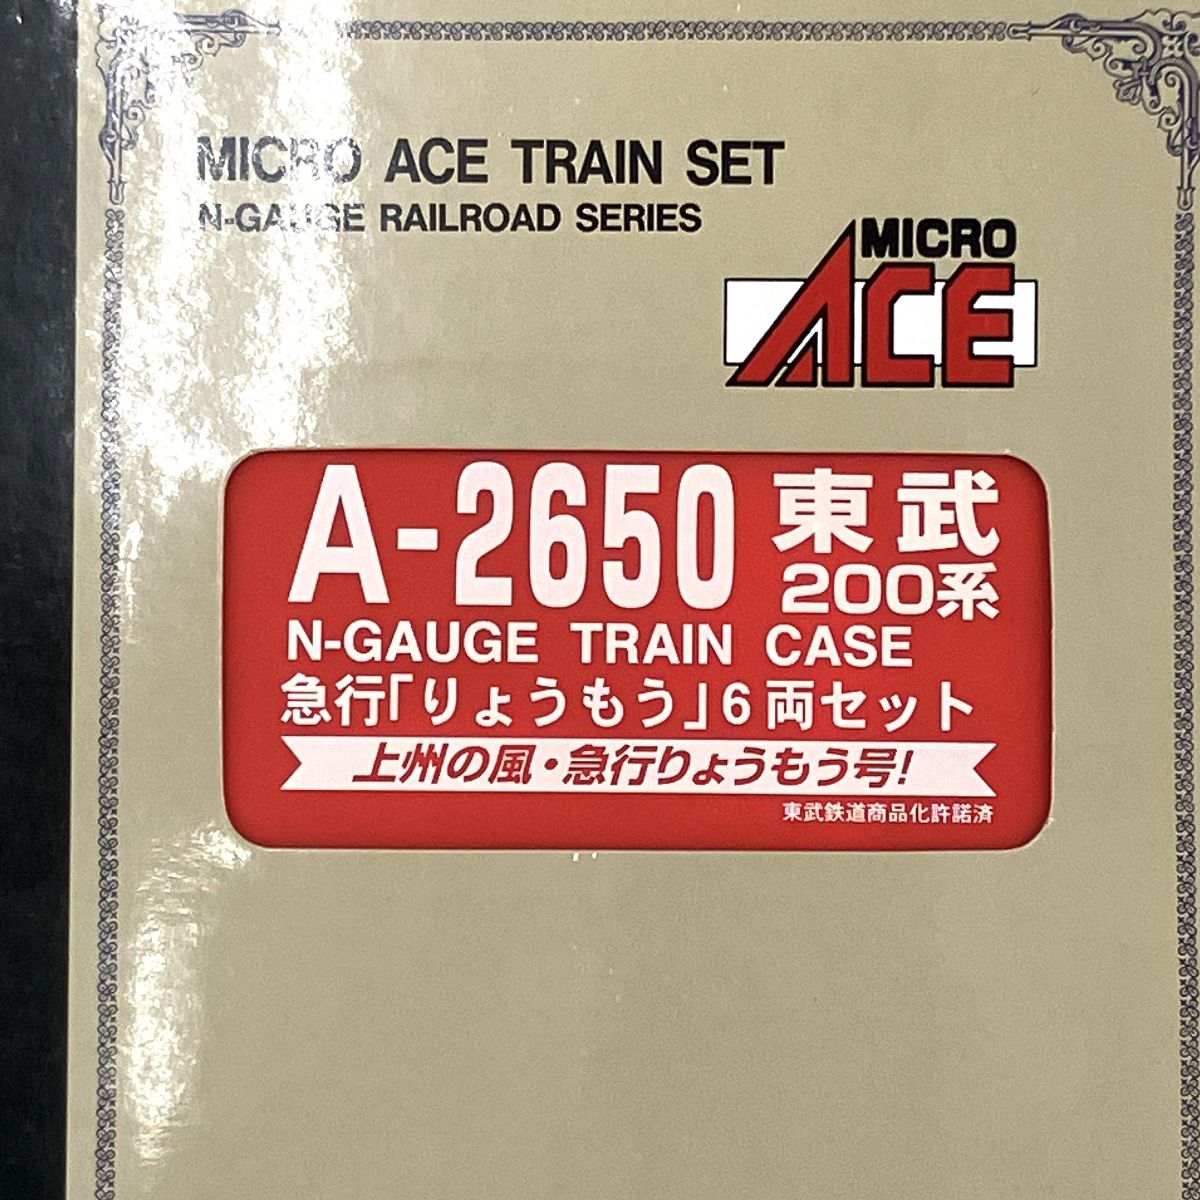 MICRO ACE TRAIN SET
N-GAUGE RAILROAD SERIES
MICRO
ACE
A-2650 東武
200系
N-GAUGE TRAIN CASE
急行「りょうもう」6両セット
上州の風・急行りょうもう号!
東武鉄道商品化許諾済